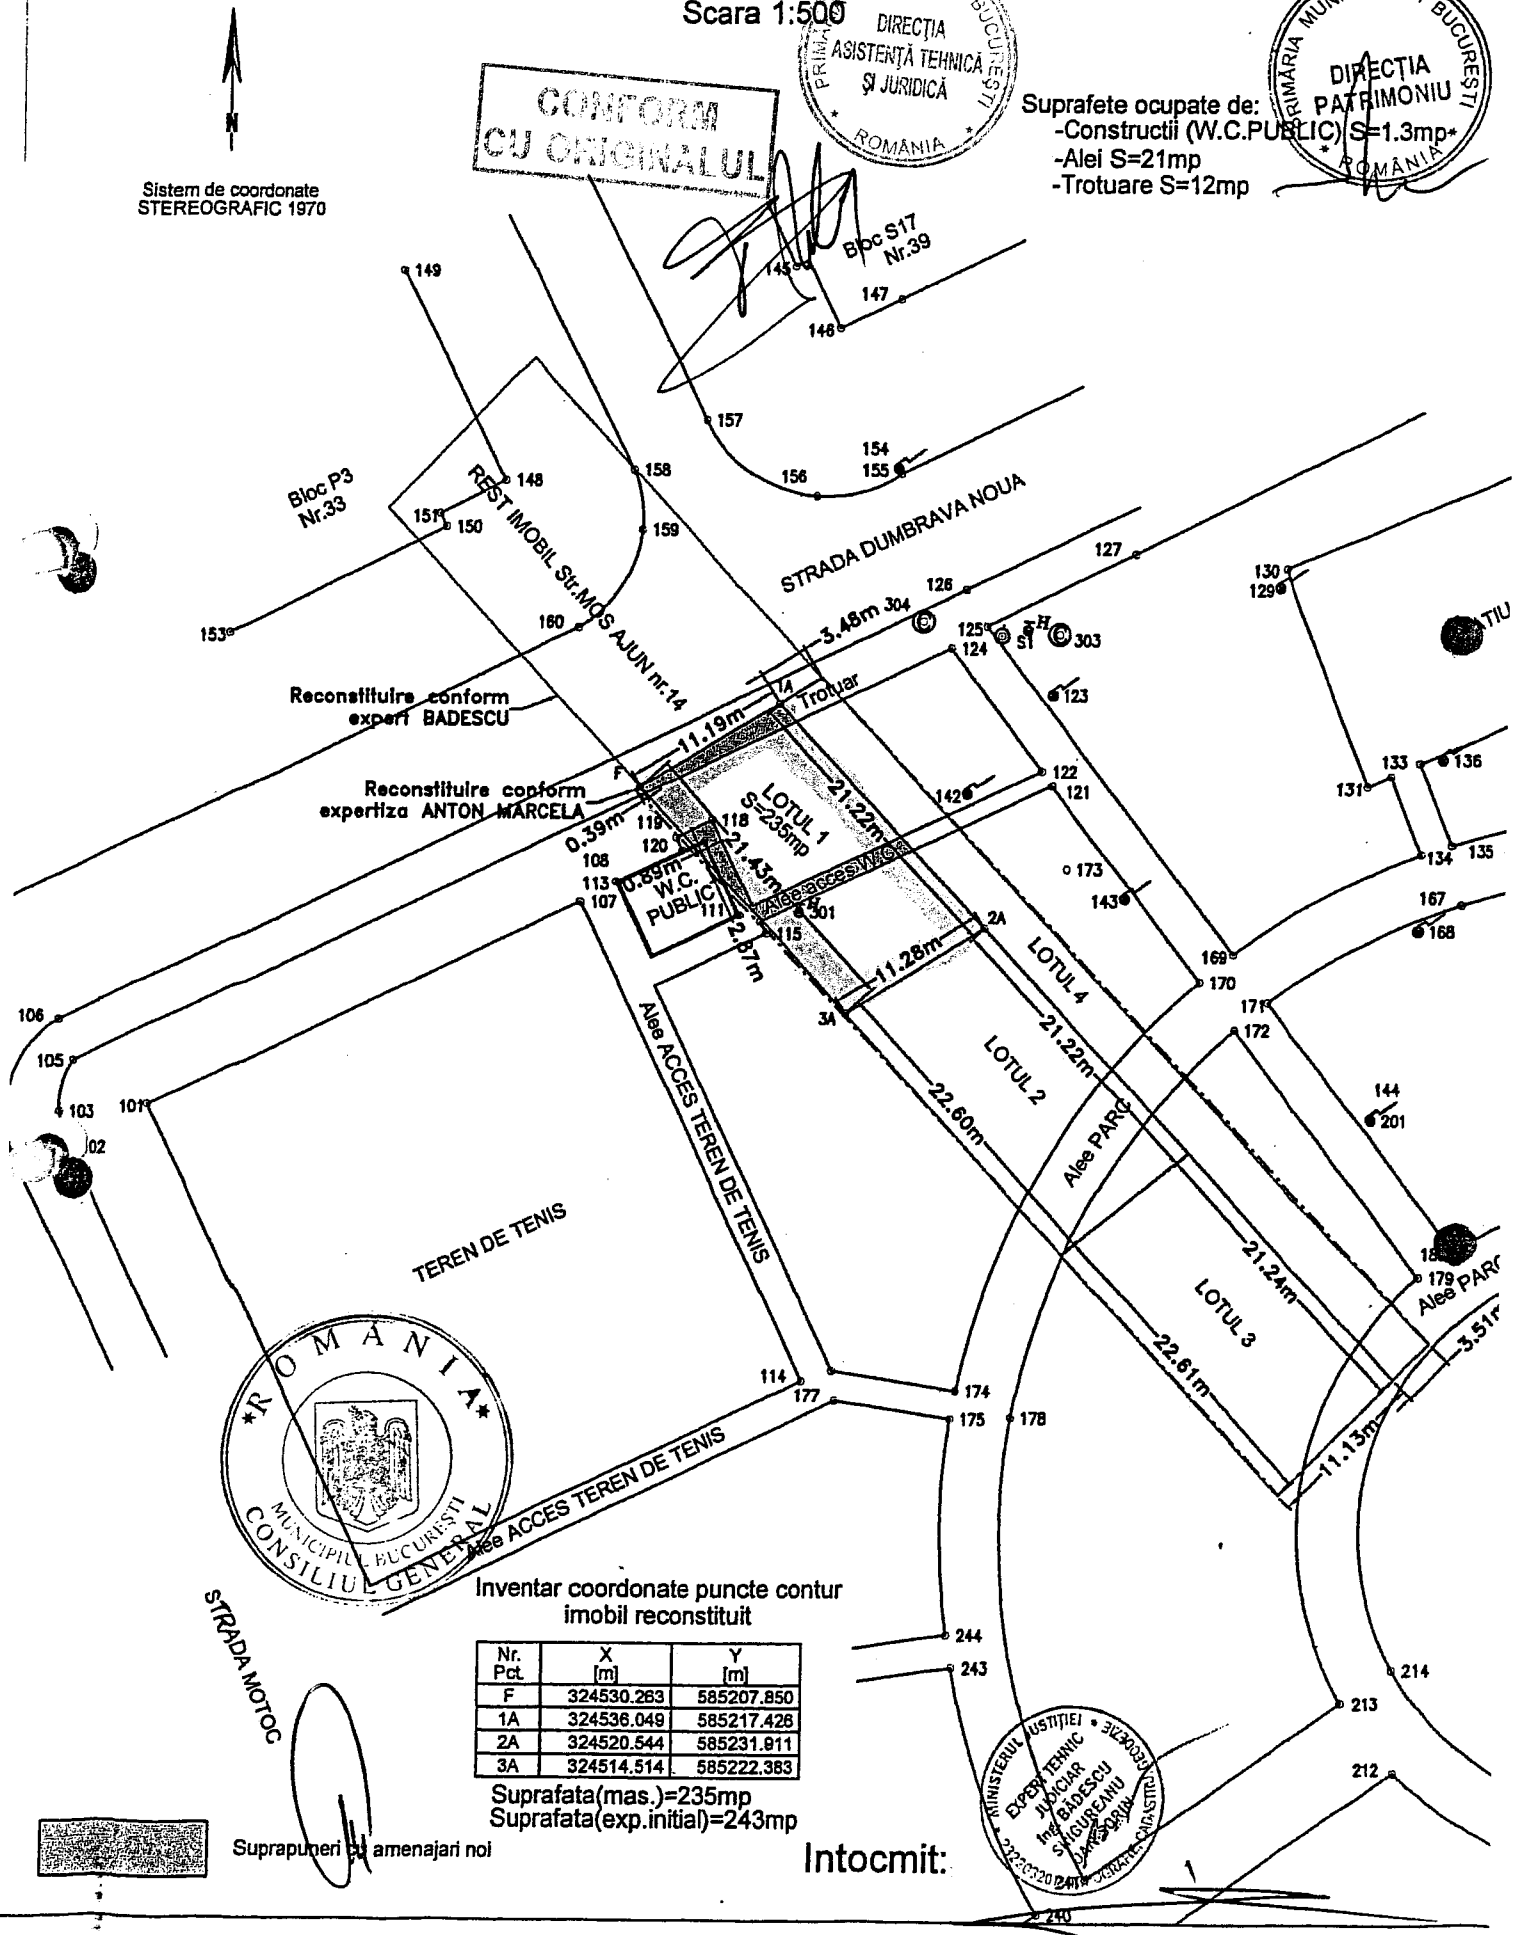 Scara 1:500
DIRECȚIA
ASISTENȚĂ TEHNICĂ
ȘI JURIDICĂ
ROMÂNIA
PRIMĂRIA MUNI BUCUREȘTI
DIRECȚIA
PATRIMONIU
ROMÂNIA
CONFORM
CU ORIGINALUL
Suprafete ocupate de:
-Constructii (W.C.PUBLIC) S=1.3mp
-Alei S=21mp
-Trotuare S=12mp
N
Sistem de coordonate
STEREOGRAFIC 1970
Bloc S17
Nr.39
145
147
146
149
157
158
148
151
150
Bloc P3
Nr.33
154
155
156
159
160
153
REST IMOBIL Str.MOȘ AJUN nr.14
STRADA DUMBRAVA NOUA
127
126
130
129
304
125
H
S1
303
124
123
3.48m
1A
Trotuar
Reconstituire conform
expert BADESCU
11.19m
F
Reconstituire conform
expertiza ANTON MARCELA
LOTUL 1
S=235mp
21.22m
142
122
121
133
136
131
134
135
0.39m
119
118
120
108
113
107
0.89m
W.C.
PUBLIC
111
21.43m
Alee acces W.C.
H
301
115
2.87m
173
143
167
168
2A
11.28m
3A
LOTUL 4
169
170
171
172
106
105
103
02
101
LOTUL 2
21.22m
22.60m
Alee PARC
144
201
Alee ACCES TEREN DE TENIS
TEREN DE TENIS
LOTUL 3
21.24m
22.61m
179
Alee PARC
11.13m
114
177
174
175
178
Alee ACCES TEREN DE TENIS
ROMANIA
MUNICIPIUL BUCURESTI
CONSILIUL GENERAL
STRADA MOTOC
244
243
214
213
212
240
Inventar coordonate puncte contur
imobil reconstituit
Nr. Pct. X [m] Y [m]
F 324530.263 585207.850
1A 324536.049 585217.426
2A 324520.544 585231.911
3A 324514.514 585222.383
Suprafata(mas.)=235mp
Suprafata(exp.initial)=243mp
Suprapuneri cu amenajari noi
Intocmit:
EXPERT TEHNIC
JUDICIAR
Ing. BĂDESCU
SINGUREANU